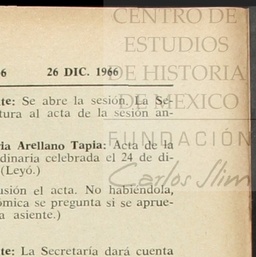 CENTRO DE
ESTUDIOS
DE HISTORIA
DE MEXICO
FUNDACIÓN
Carlos Slim
6 26 DIC. 1966
te: Se abre la sesión. La Se-
tura al acta de la sesión an-
ia Arellano Tapia: Acta de la
dinaria celebrada el 24 de di-
(Leyó.)
usión el acta. No habiéndola,
ómica se pregunta si se aprue-
a asiente.)
te: La Secretaría dará cuenta